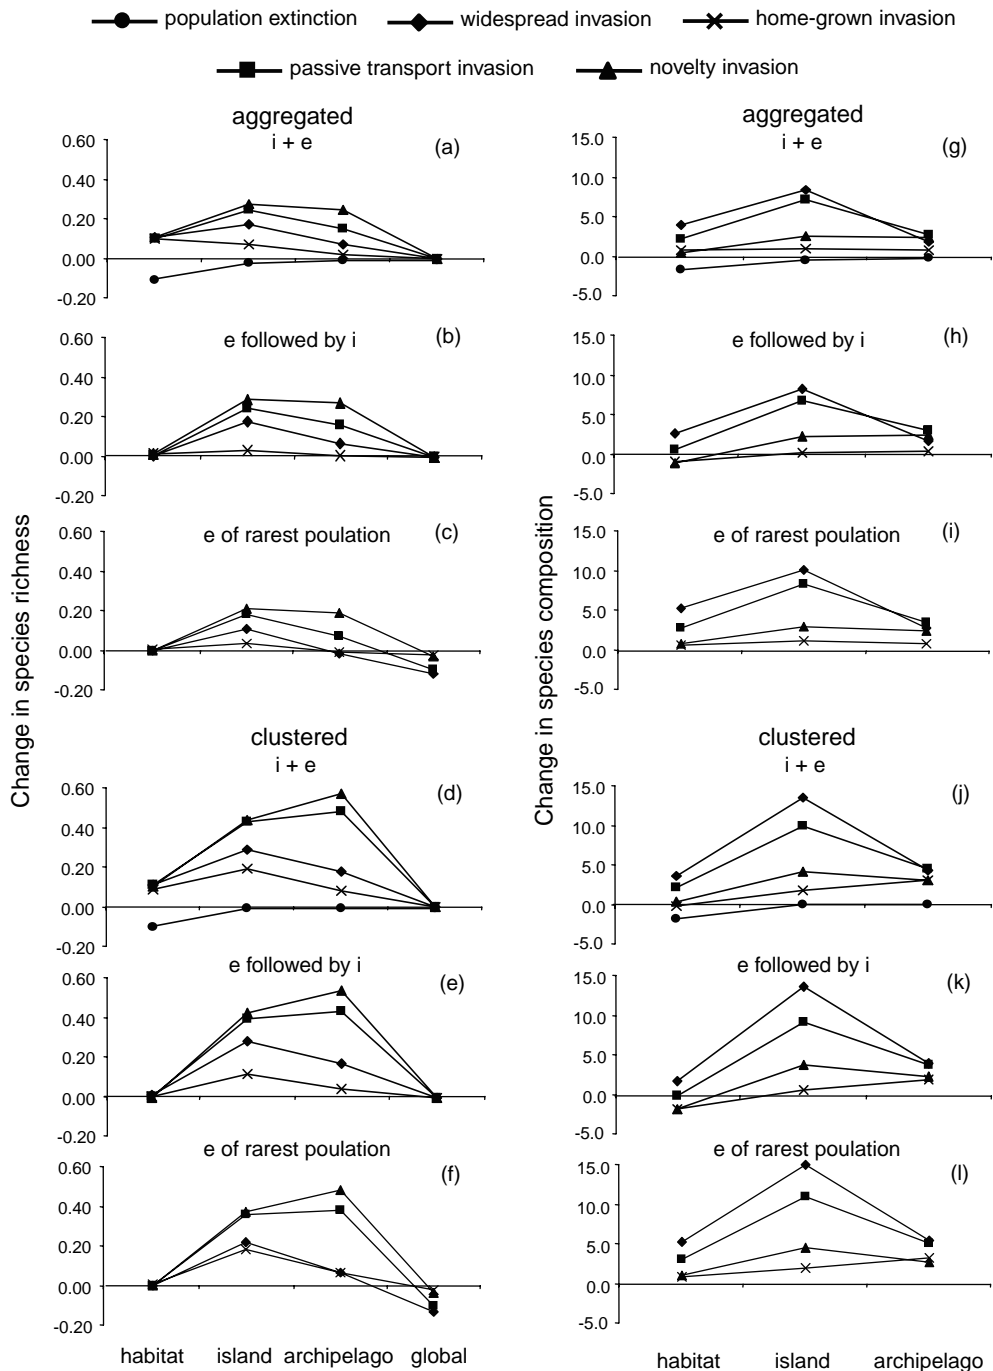 population extinction widespread invasion home-grown invasion
passive transport invasion novelty invasion
Change in species richness
aggregated
i + e
(a)
0.60
0.40
0.20
0.00
-0.20
e followed by i
(b)
0.60
0.40
0.20
0.00
-0.20
e of rarest poulation
(c)
0.60
0.40
0.20
0.00
-0.20
clustered
i + e
(d)
0.60
0.40
0.20
0.00
-0.20
e followed by i
(e)
0.60
0.40
0.20
0.00
-0.20
e of rarest poulation
(f)
0.60
0.40
0.20
0.00
-0.20
habitat island archipelago global
Change in species composition
aggregated
i + e
(g)
15.0
10.0
5.0
0.0
-5.0
e followed by i
(h)
15.0
10.0
5.0
0.0
-5.0
e of rarest poulation
(i)
15.0
10.0
5.0
0.0
-5.0
clustered
i + e
(j)
15.0
10.0
5.0
0.0
-5.0
e followed by i
(k)
15.0
10.0
5.0
0.0
-5.0
e of rarest poulation
(l)
15.0
10.0
5.0
0.0
habitat island archipelago